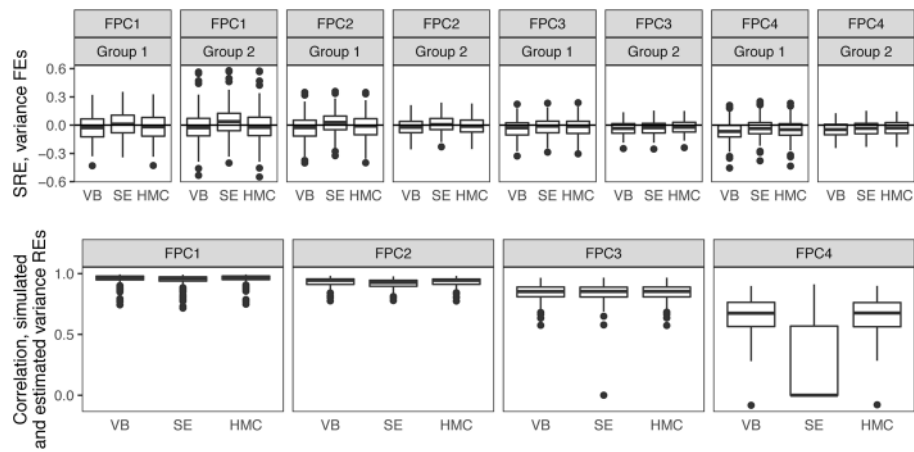 FPC1 FPC1 FPC2 FPC2 FPC3 FPC3 FPC4 FPC4
Group 1 Group 2 Group 1 Group 2 Group 1 Group 2 Group 1 Group 2
SRE, variance FEs
0.6
0.3
0.0
−0.3
−0.6
VB SE HMC VB SE HMC VB SE HMC VB SE HMC VB SE HMC VB SE HMC VB SE HMC VB SE HMC
FPC1 FPC2 FPC3 FPC4
Correlation, simulated
and estimated variance REs
1.0
0.5
0.0
VB SE HMC VB SE HMC VB SE HMC VB SE HMC